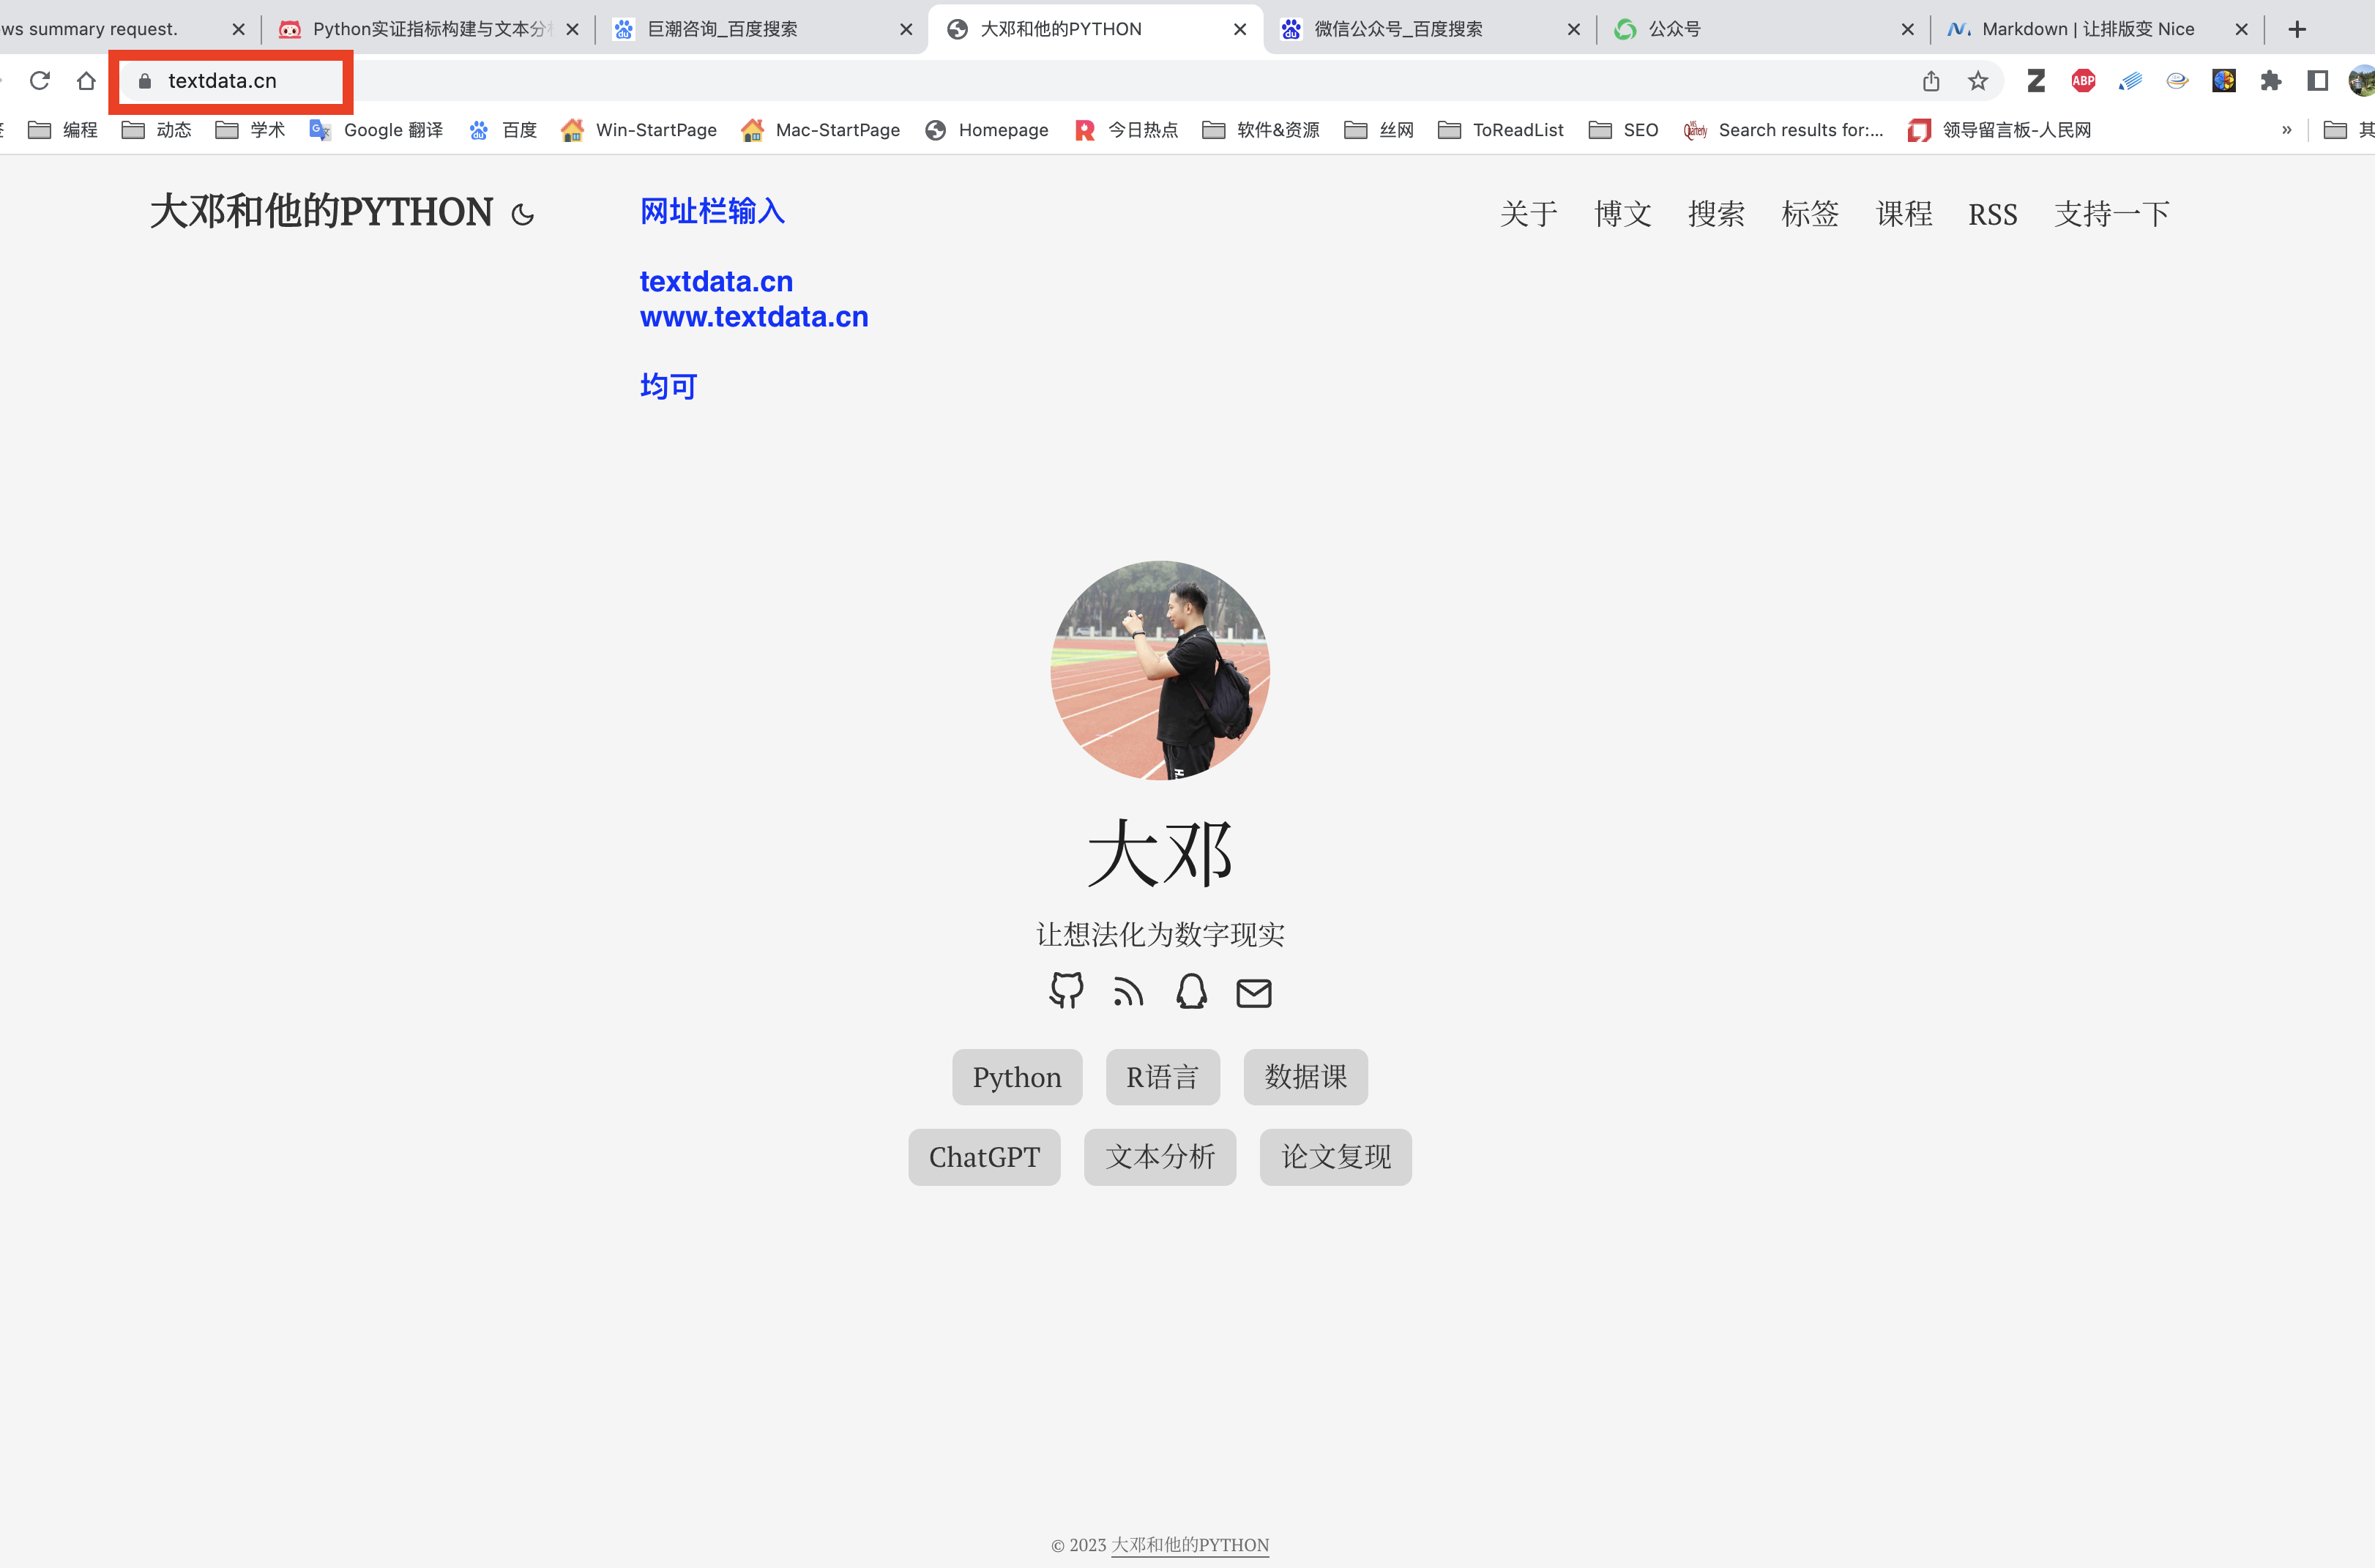 ws summary request.
Python实证指标构建与文本分
巨潮咨询_百度搜索
大邓和他的PYTHON
微信公众号_百度搜索
公众号
Markdown | 让排版变 Nice
textdata.cn
ABP
编程
动态
学术
Google 翻译
百度
Win-StartPage
Mac-StartPage
Homepage
今日热点
软件&资源
丝网
ToReadList
SEO
Search results for:...
领导留言板-人民网
»
大邓和他的PYTHON
关于
博文
搜索
标签
课程
RSS
支持一下
网址栏输入
textdata.cn
www.textdata.cn
均可
大邓
让想法化为数字现实
Python
R语言
数据课
ChatGPT
文本分析
论文复现
© 2023 大邓和他的PYTHON